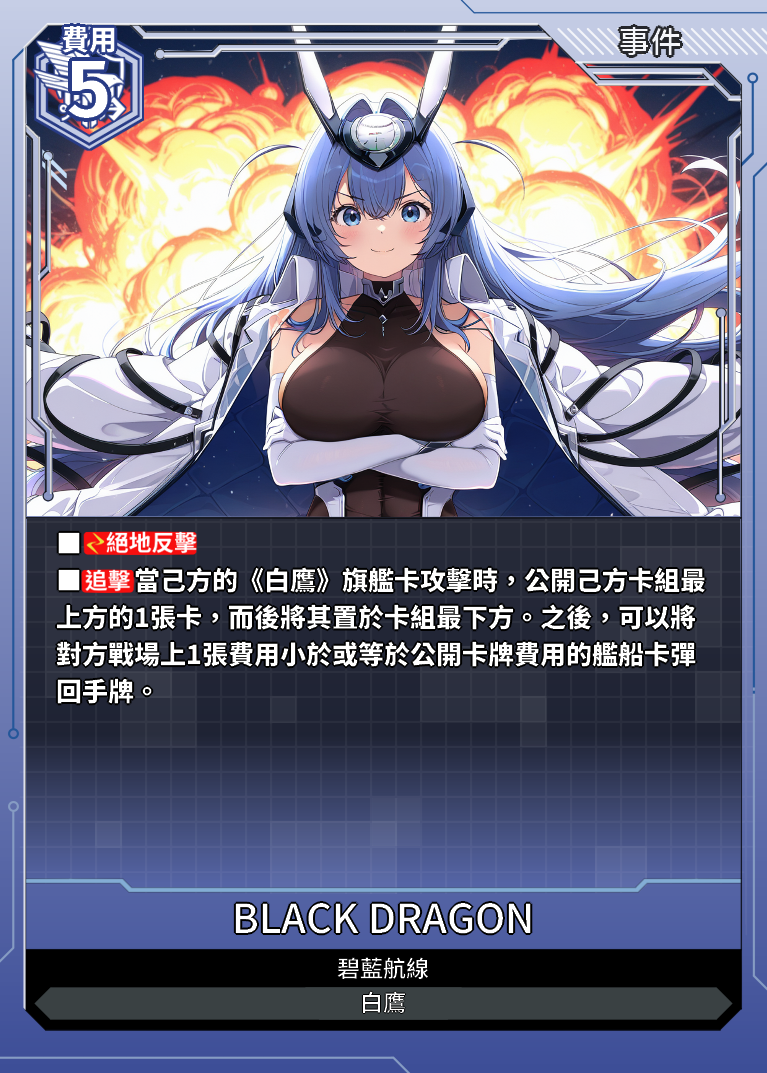 費用
5
事件
■絕地反擊
■追擊當己方的《白鷹》旗艦卡攻擊時，公開己方卡組最
上方的1張卡，而後將其置於卡組最下方。之後，可以將
對方戰場上1張費用小於或等於公開卡牌費用的艦船卡彈
回手牌。
BLACK DRAGON
碧藍航線
白鷹